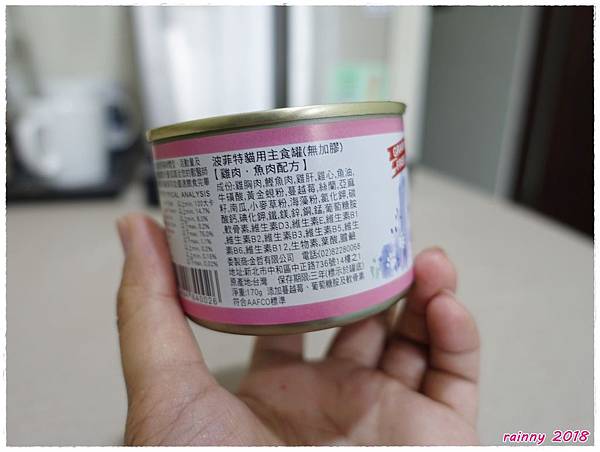 波菲特貓用主食罐(無加膠)
【雞肉．魚肉配方】
成份:雞胸肉,鰹魚肉,雞肝,雞心,魚油,
牛磺酸,黃金蜆粉,蔓越莓,絲蘭,亞麻
籽,南瓜,小麥草粉,海藻粉,氯化鉀,碳
酸鈣,碘化鉀,鐵,鎂,鋅,銅,錳,葡萄糖胺
,軟骨素,維生素D3,維生素E,維生素B1
,維生素B2,維生素B3,維生素B5,維生
素B6,維生素B12,生物素,葉酸,膽鹼
委製商:金哲有限公司 電話:(02)82280068
地址:新北市中和區中正路736號14樓之1
原產地:台灣 保存期限:三年(標示於罐底)
淨重170g 添加蔓越莓、葡萄糖胺及軟骨素
符合AAFCO標準
TYPICAL ANALYSIS
640026
rainny 2018